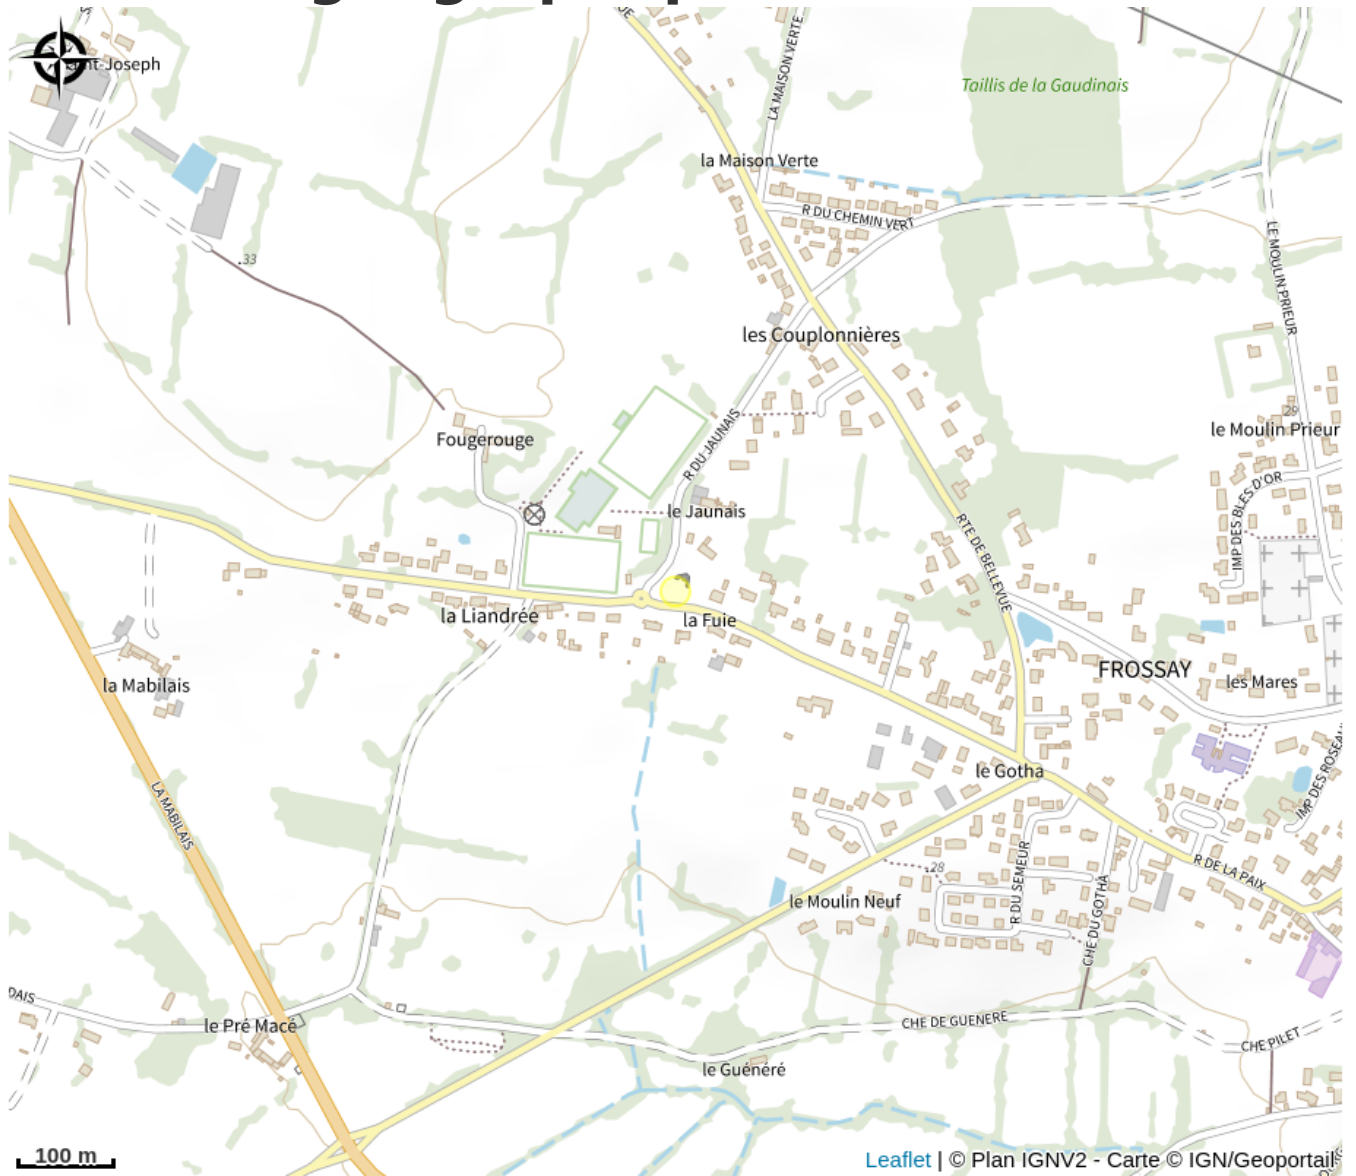 Saint-Joseph
LA MAISON VERTE
Taillis de la Gaudinais
la Maison Verte
R DU CHEMIN VERT
LE MOULIN PRIEUR
.33
les Couplonnières
29
le Moulin Prieur
Fougerouge
R DU JAUNAIS
IMP DES BLES D'OR
le Jaunais
RTE DE BELLEVUE
la Liandrée
la Fuie
FROSSAY
les Mares
la Mabilais
LA MABILAIS
le Gotha
IMP DES ROSEAU
R DE LA PAIX
.28
R DU SEMEUR
CHE DU GOTHA
le Moulin Neuf
DAIS
le Pré Macé
CHE DE GUENERE
CHE PILET
le Guénéré
100 m
Leaflet | © Plan IGNV2 - Carte © IGN/Geoportail